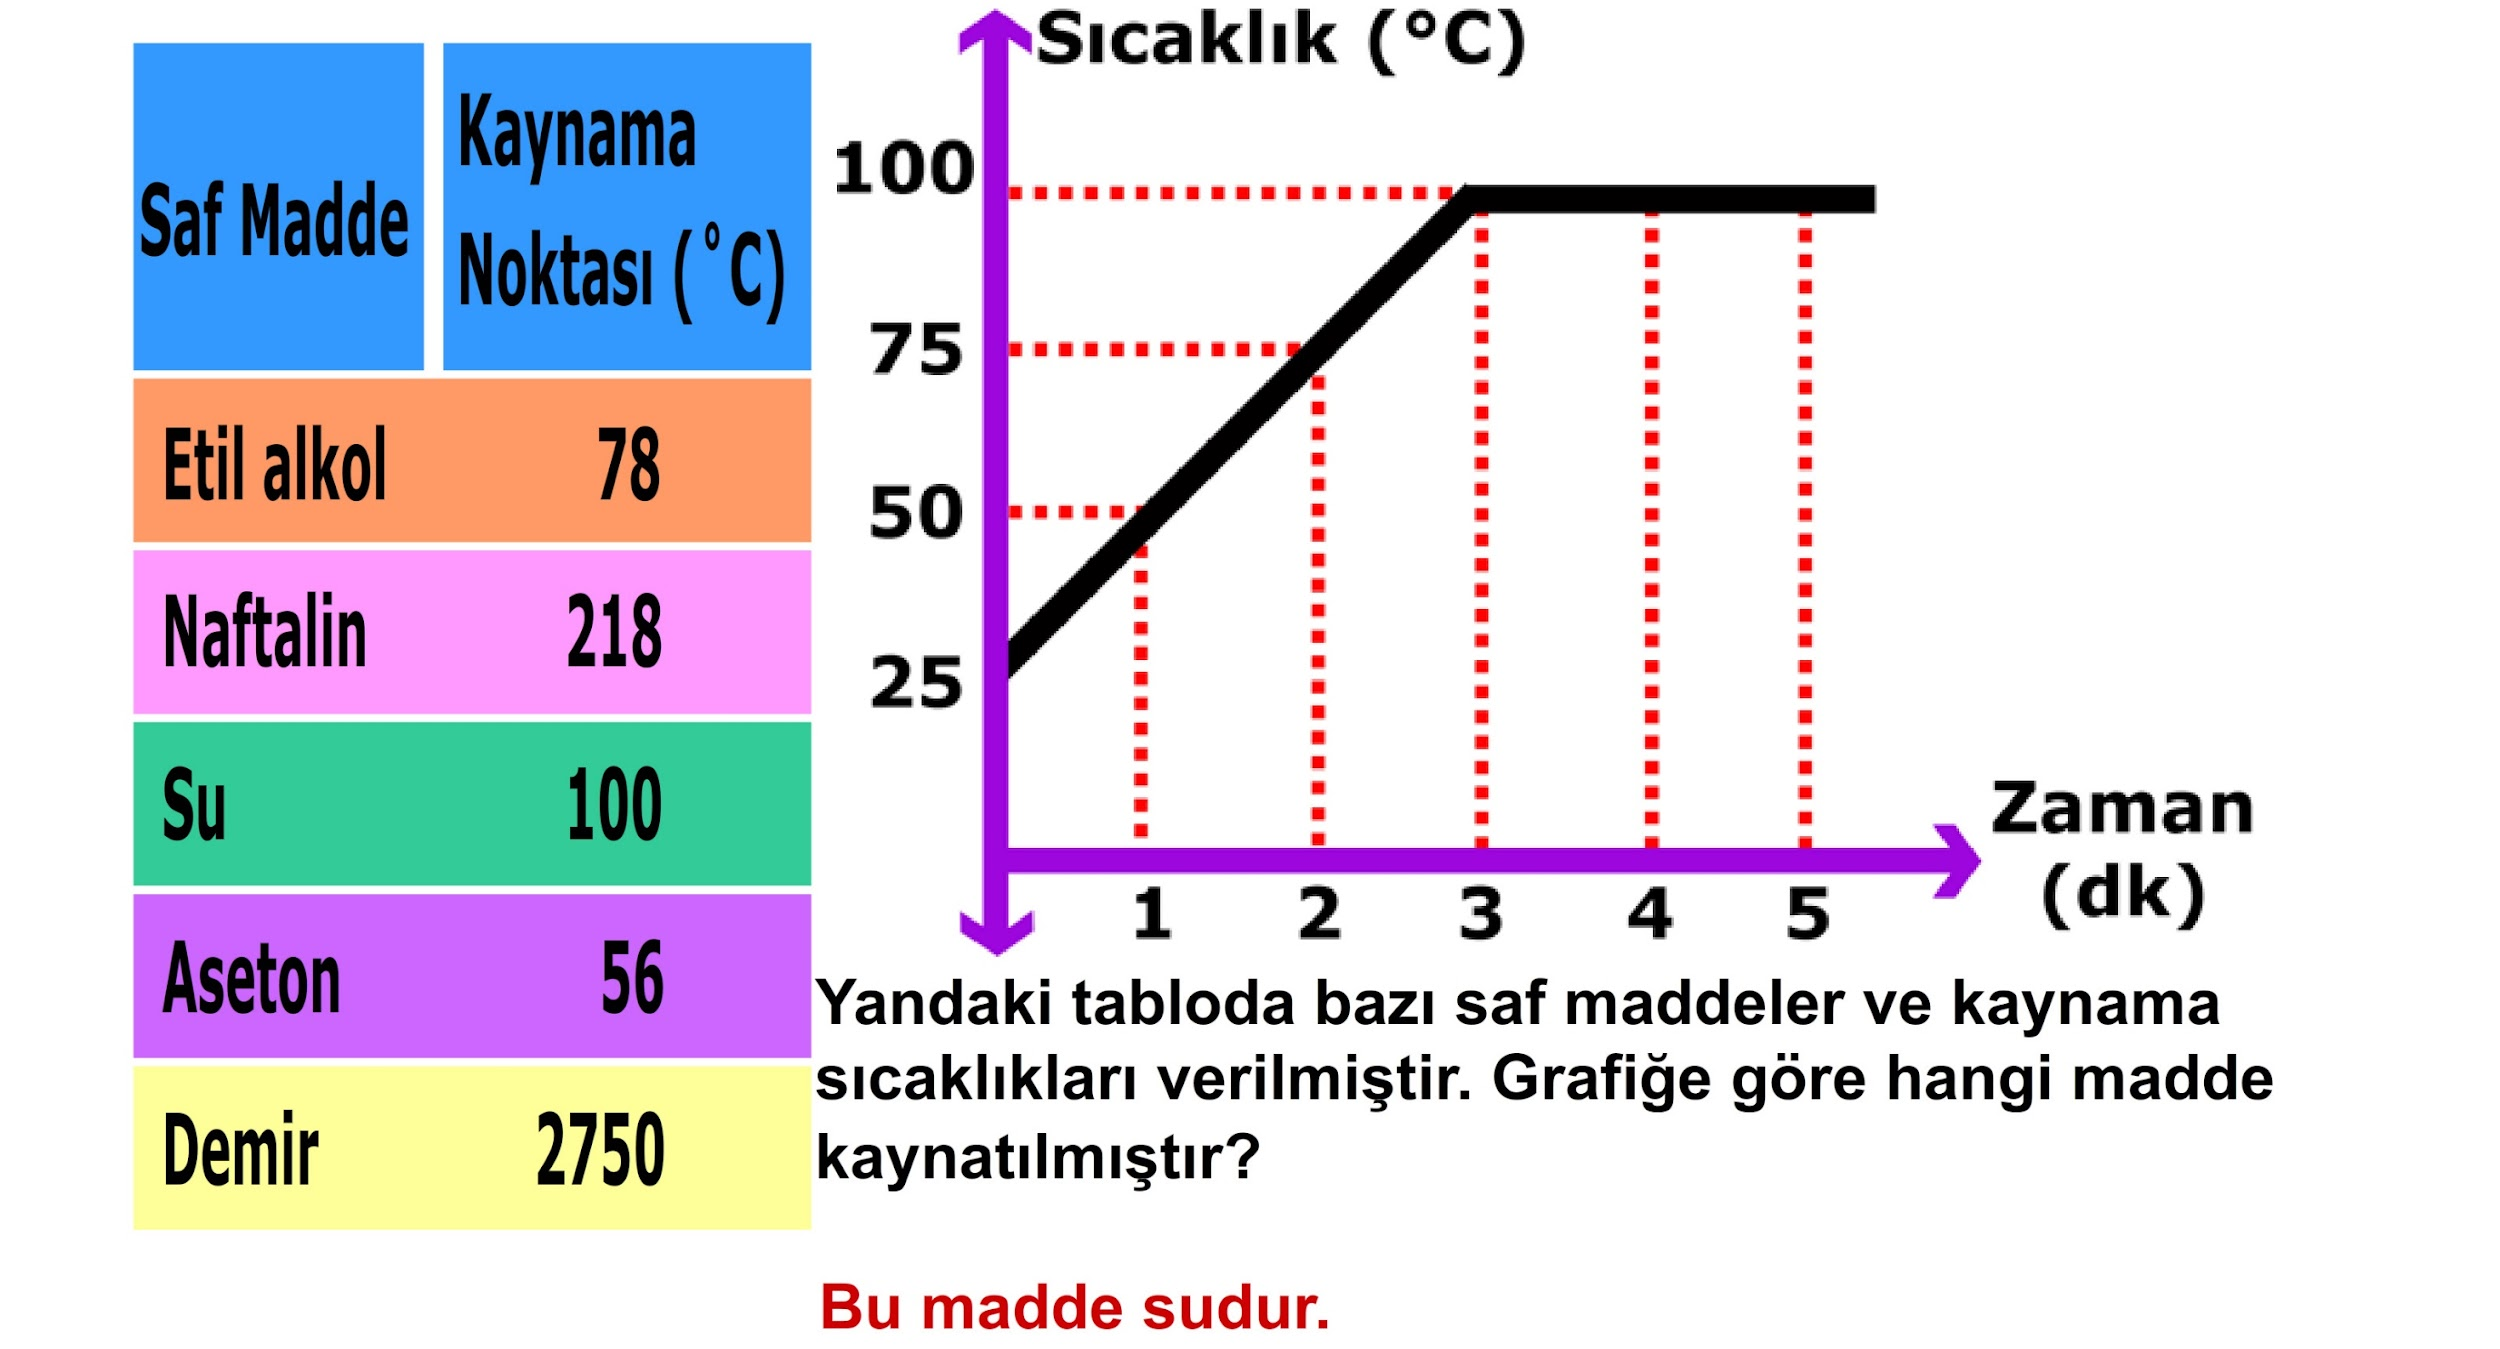 Saf Madde
Kaynama
Noktası (°C)
Etil alkol 78
Naftalin 218
Su 100
Aseton 56
Demir 2750
Sıcaklık (°C)
100
75
50
25
1 2 3 4 5
Zaman
(dk)
Yandaki tabloda bazı saf maddeler ve kaynama
sıcaklıkları verilmiştir. Grafiğe göre hangi madde
kaynatılmıştır?
Bu madde sudur.